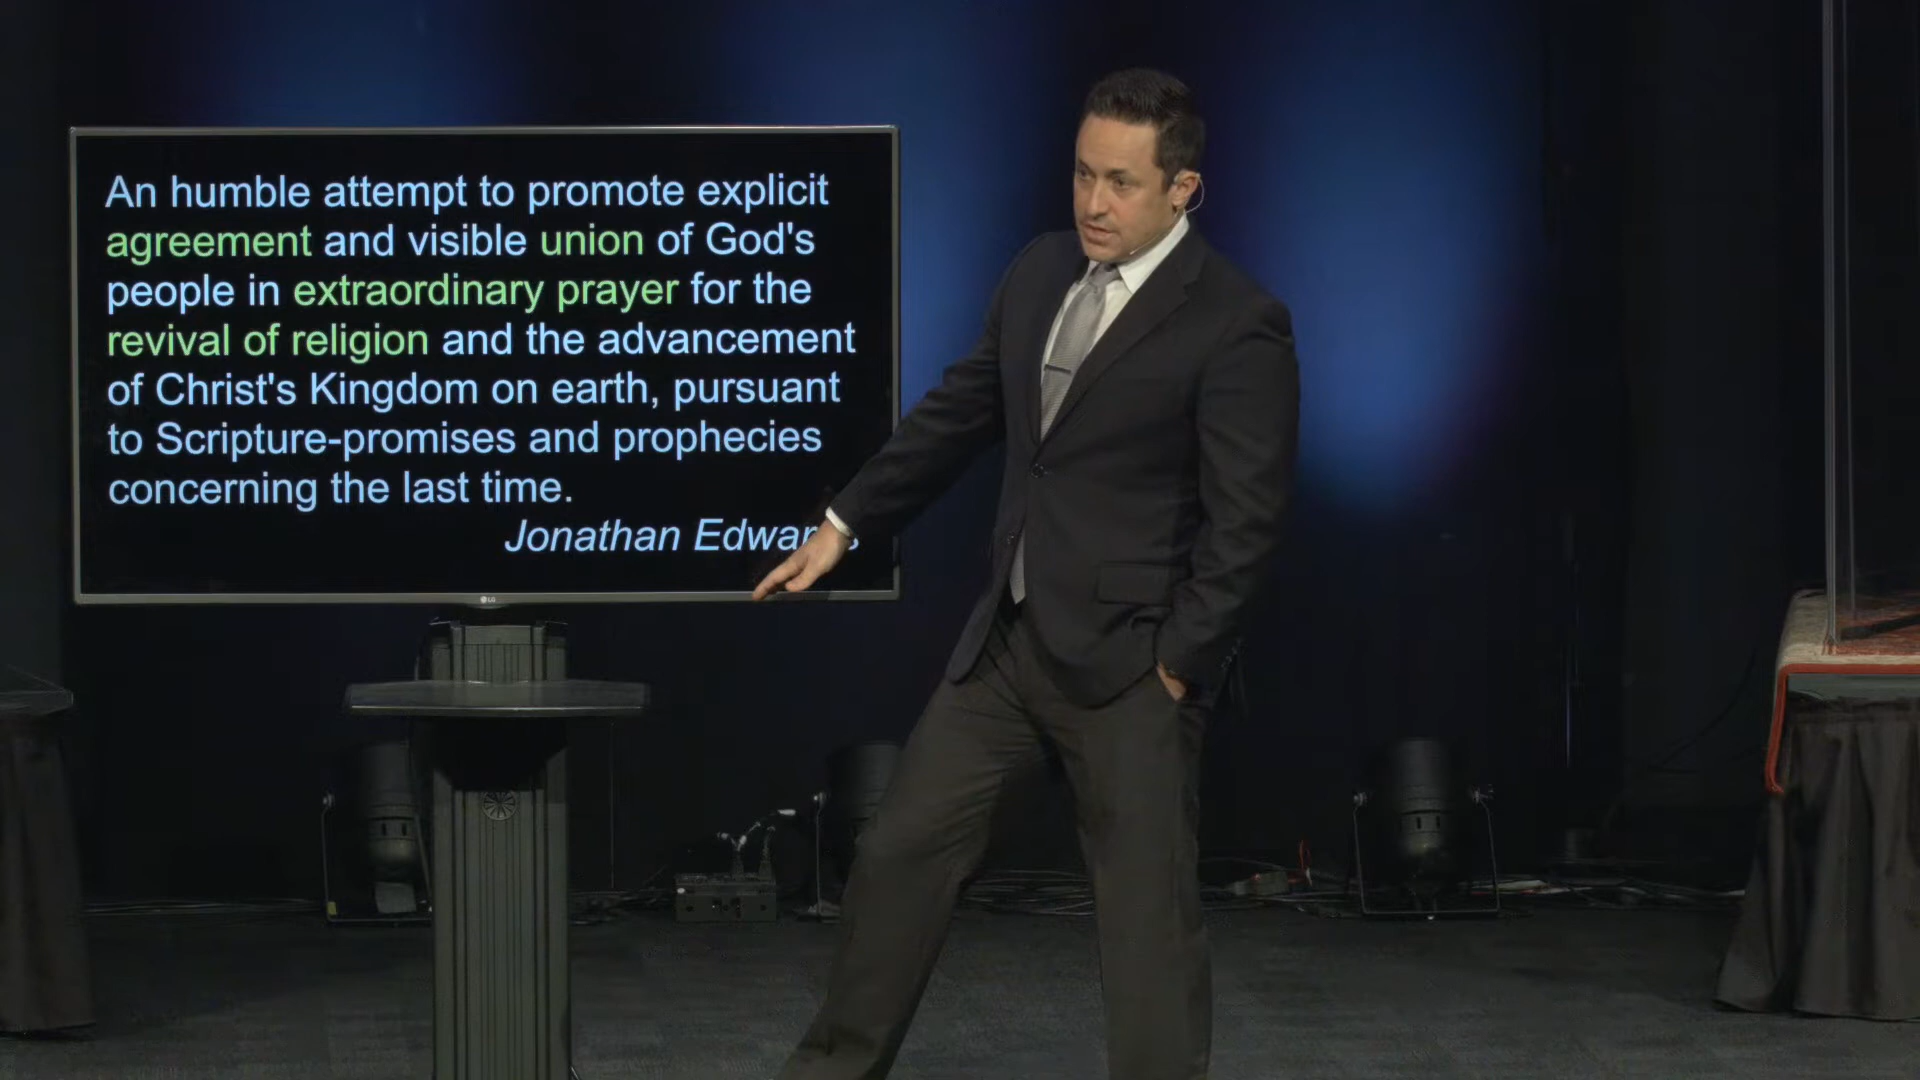 An humble attempt to promote explicit
agreement and visible union of God's
people in extraordinary prayer for the
revival of religion and the advancement
of Christ's Kingdom on earth, pursuant
to Scripture-promises and prophecies
concerning the last time.
Jonathan Edwards
LG